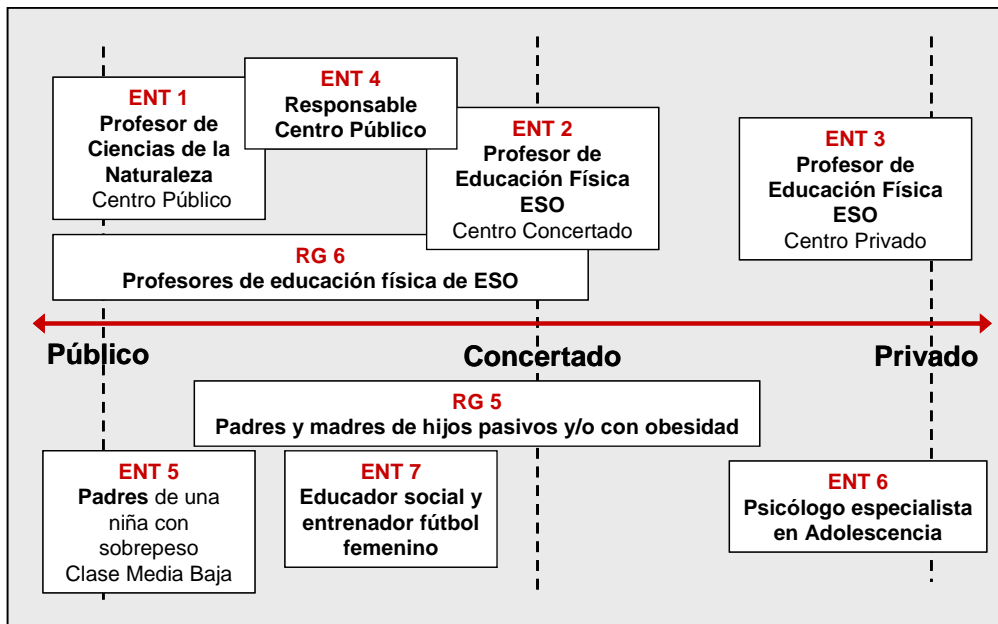 ENT 1
Profesor de
Ciencias de la
Naturaleza
Centro Público
ENT 4
Responsable
Centro Público
ENT 2
Profesor de
Educación Física
ESO
Centro Concertado
ENT 3
Profesor de
Educación Física
ESO
Centro Privado
RG 6
Profesores de educación física de ESO
Público
Concertado
Privado
RG 5
Padres y madres de hijos pasivos y/o con obesidad
ENT 5
Padres de una
niña con
sobrepeso
Clase Media Baja
ENT 7
Educador social y
entrenador fútbol
femenino
ENT 6
Psicólogo especialista
en Adolescencia